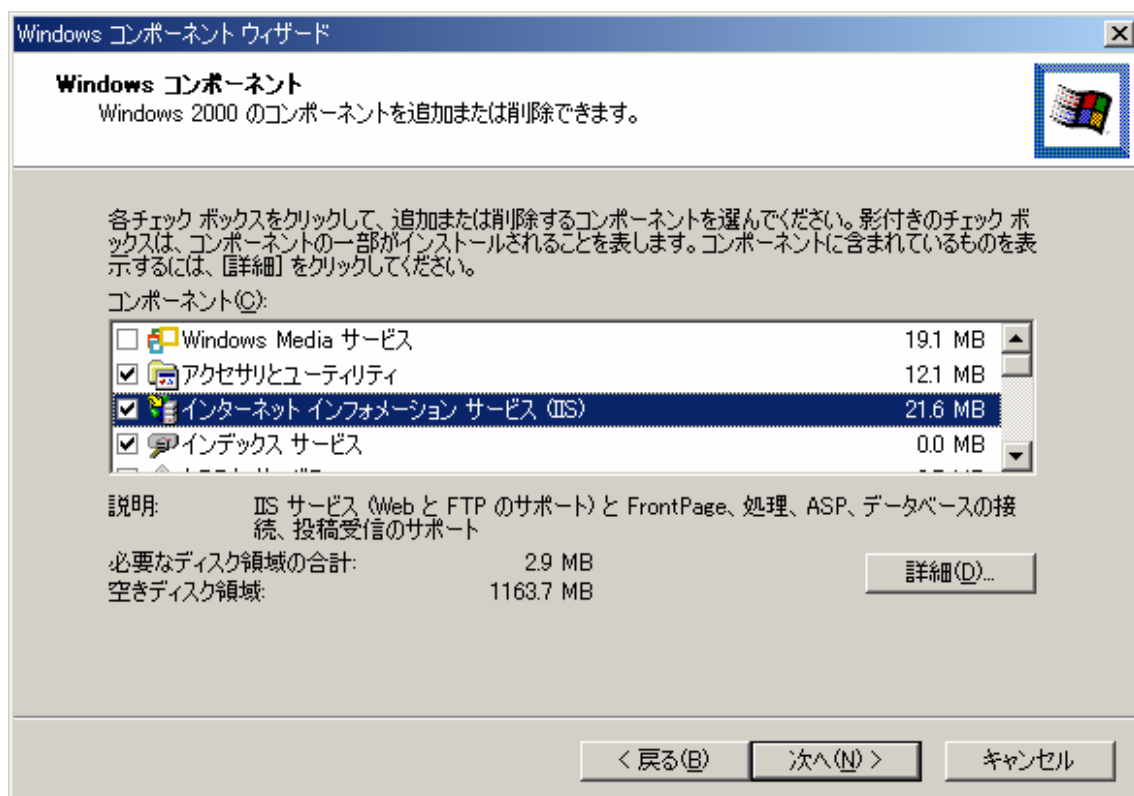 Windows コンポーネント ウィザード
Windows コンポーネント
Windows 2000 のコンポーネントを追加または削除できます。
各チェック ボックスをクリックして、追加または削除するコンポーネントを選んでください。影付きのチェック ボ
ックスは、コンポーネントの一部がインストールされることを表します。コンポーネントに含まれているものを表
示するには、[詳細] をクリックしてください。
コンポーネント(C):
Windows Media サービス 19.1 MB
アクセサリとユーティリティ 12.1 MB
インターネット インフォメーション サービス (IIS) 21.6 MB
インデックス サービス 0.0 MB
説明: IIS サービス (Web と FTP のサポート) と FrontPage、処理、ASP、データベースの接
続、投稿受信のサポート
必要なディスク領域の合計: 2.9 MB
空きディスク領域: 1163.7 MB
詳細(D)...
< 戻る(B) 次へ(N) > キャンセル